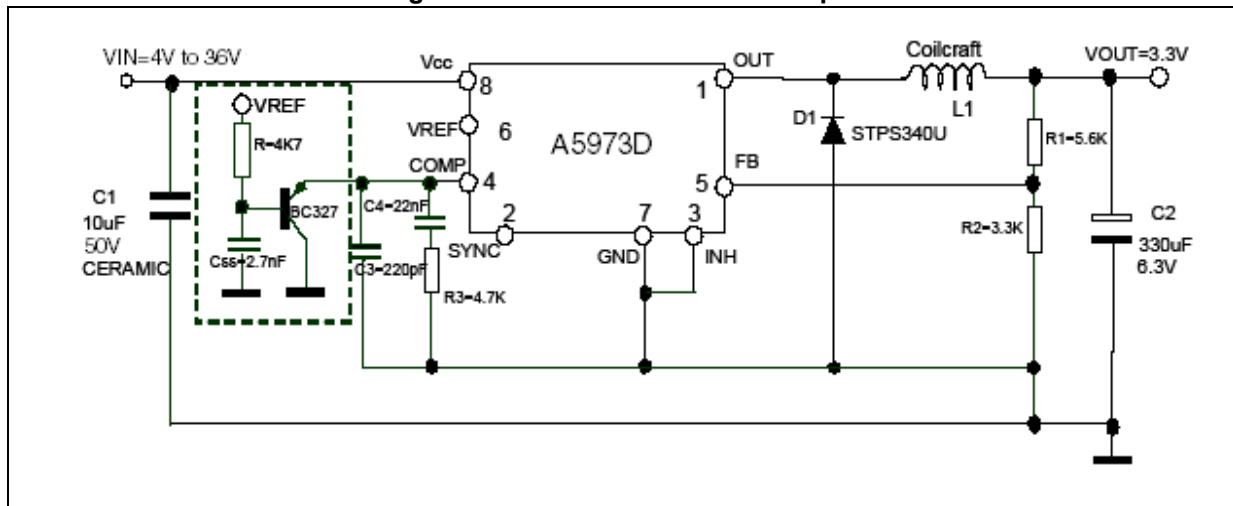 VIN=4V to 36V
Vcc
8
OUT
1
Coilcraft
L1
VOUT=3.3V
VREF
R=4K7
VREF
6
A5973D
D1
STPS340U
R1=5.6K
COMP
4
FB
5
C1
10uF
50V
CERAMIC
BC327
C4=22nF
2
7
3
SYNC
GND
INH
R2=3.3K
C2
330uF
6.3V
Css=2.7nF
C3=220pF
R3=4.7K